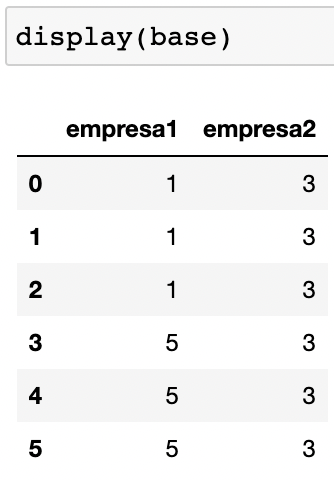 display(base)
empresa1 empresa2
0 1 3
1 1 3
2 1 3
3 5 3
4 5 3
5 5 3